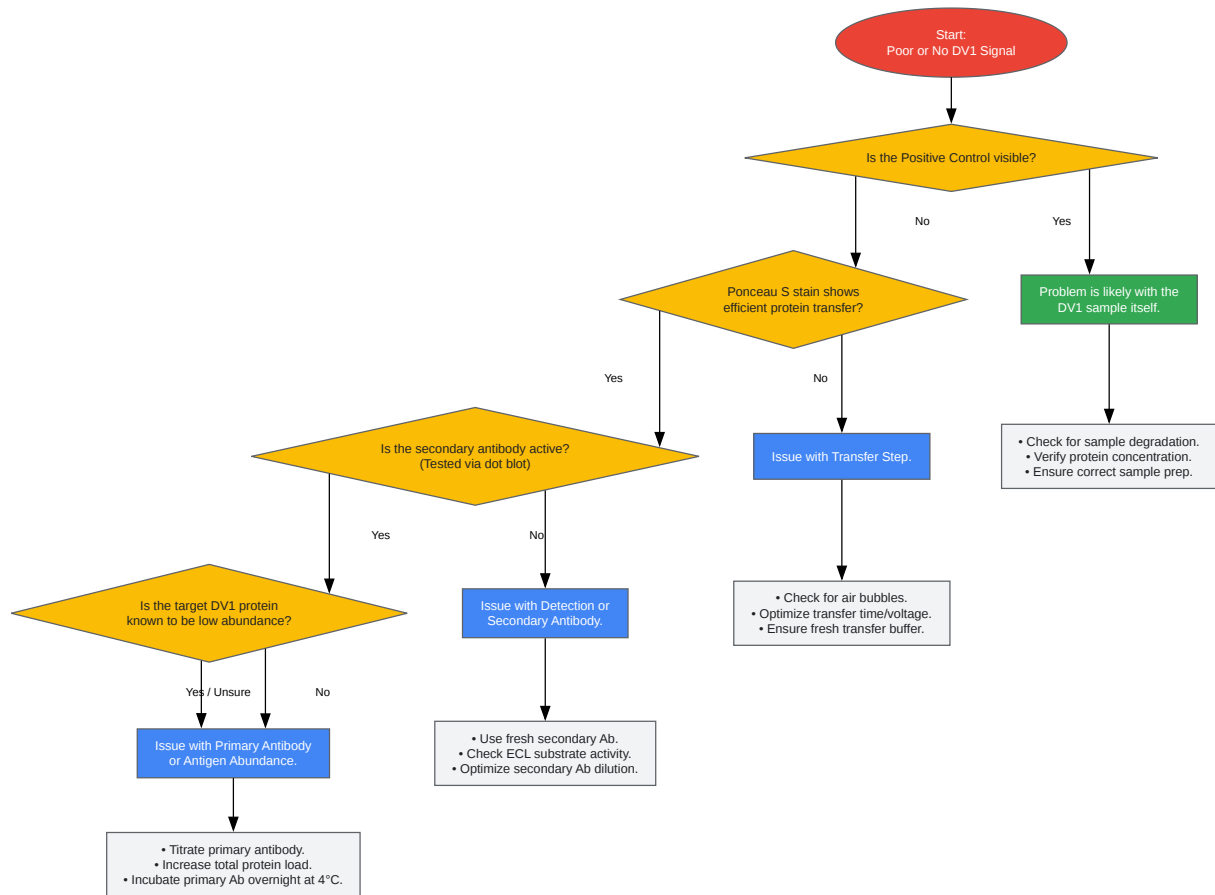 Start:
Poor or No DV1 Signal
Is the Positive Control visible?
No
Yes
Ponceau S stain shows
efficient protein transfer?
Problem is likely with the
DV1 sample itself.
Yes
No
Is the secondary antibody active?
(Tested via dot blot)
Issue with Transfer Step.
• Check for sample degradation.
• Verify protein concentration.
• Ensure correct sample prep.
Yes
No
Is the target DV1 protein
known to be low abundance?
Issue with Detection or
Secondary Antibody.
• Check for air bubbles.
• Optimize transfer time/voltage.
• Ensure fresh transfer buffer.
Yes / Unsure
No
Issue with Primary Antibody
or Antigen Abundance.
• Use fresh secondary Ab.
• Check ECL substrate activity.
• Optimize secondary Ab dilution.
• Titrate primary antibody.
• Increase total protein load.
• Incubate primary Ab overnight at 4°C.